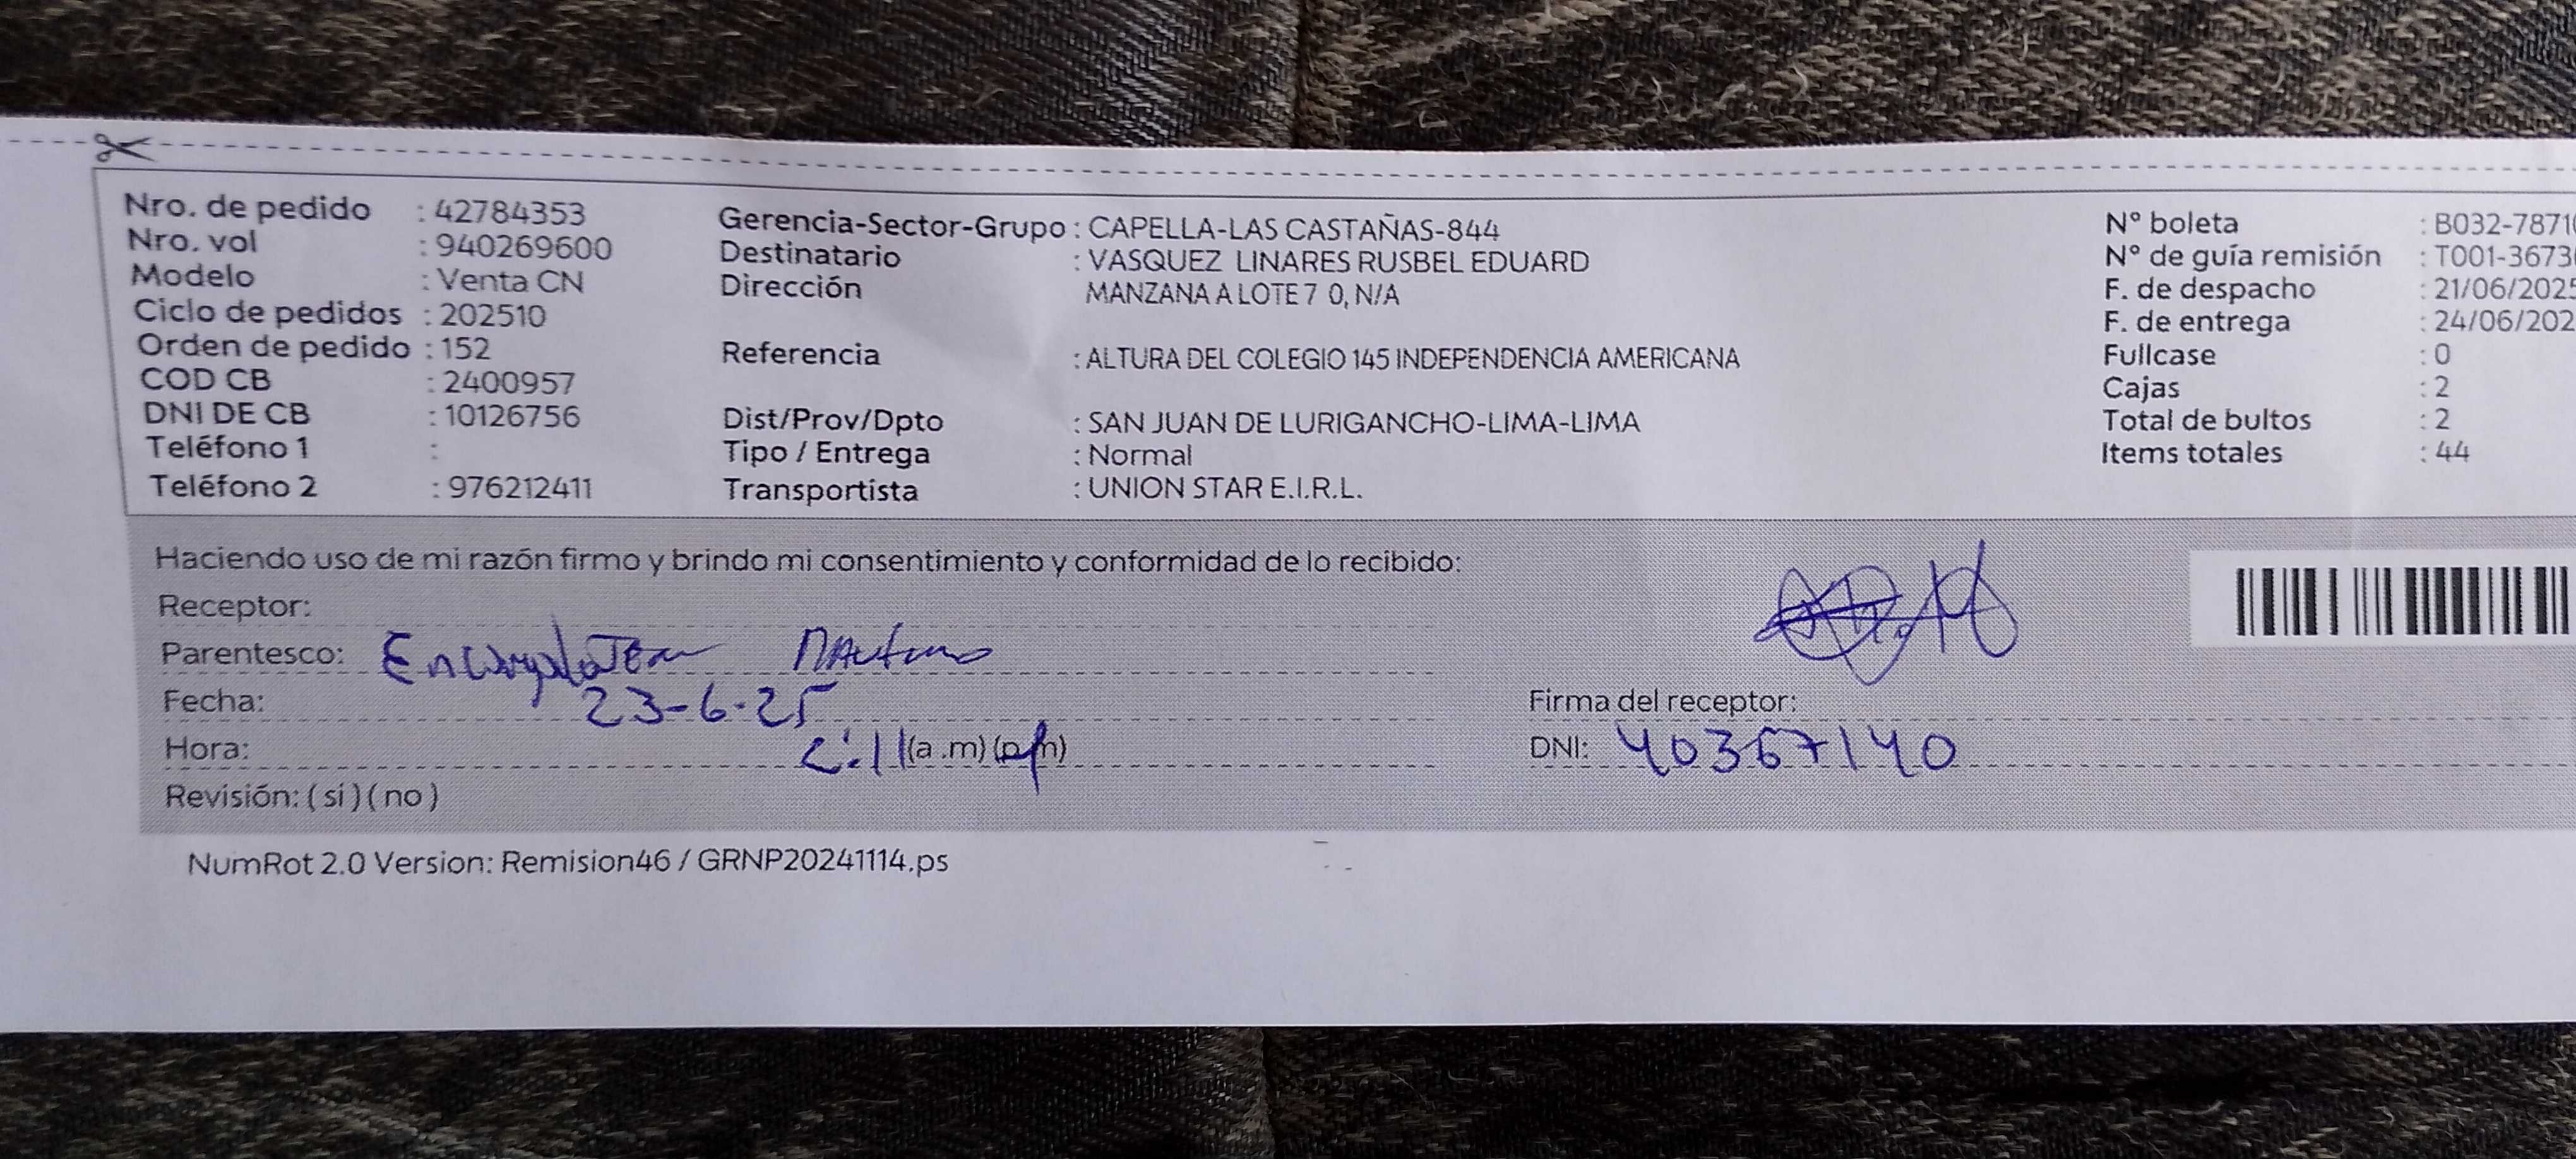 Nro. de pedido : 42784353
Nro. vol : 940269600
Modelo : Venta CN
Ciclo de pedidos : 202510
Orden de pedido : 152
COD CB : 2400957
DNI DE CB : 10126756
Teléfono 1 :
Teléfono 2 : 976212411
Gerencia-Sector-Grupo : CAPELLA-LAS CASTAÑAS-844
Destinatario : VASQUEZ LINARES RUSBEL EDUARD
Dirección MANZANA A LOTE 7 0, N/A
Referencia : ALTURA DEL COLEGIO 145 INDEPENDENCIA AMERICANA
Dist/Prov/Dpto : SAN JUAN DE LURIGANCHO-LIMA-LIMA
Tipo / Entrega : Normal
Transportista : UNION STAR E.I.R.L.
N° boleta : B032-7871
N° de guía remisión : T001-3673
F. de despacho : 21/06/2025
F. de entrega : 24/06/202
Fullcase : 0
Cajas : 2
Total de bultos : 2
Items totales : 44
Haciendo uso de mi razón firmo y brindo mi consentimiento y conformidad de lo recibido:
Receptor:
Parentesco:
Fecha: 23-6-25
Hora: 2:11 (a .m) (p.m)
Revisión: ( si ) ( no )
Firma del receptor:
DNI: 40367140
NumRot 2.0 Version: Remision46 / GRNP20241114.ps